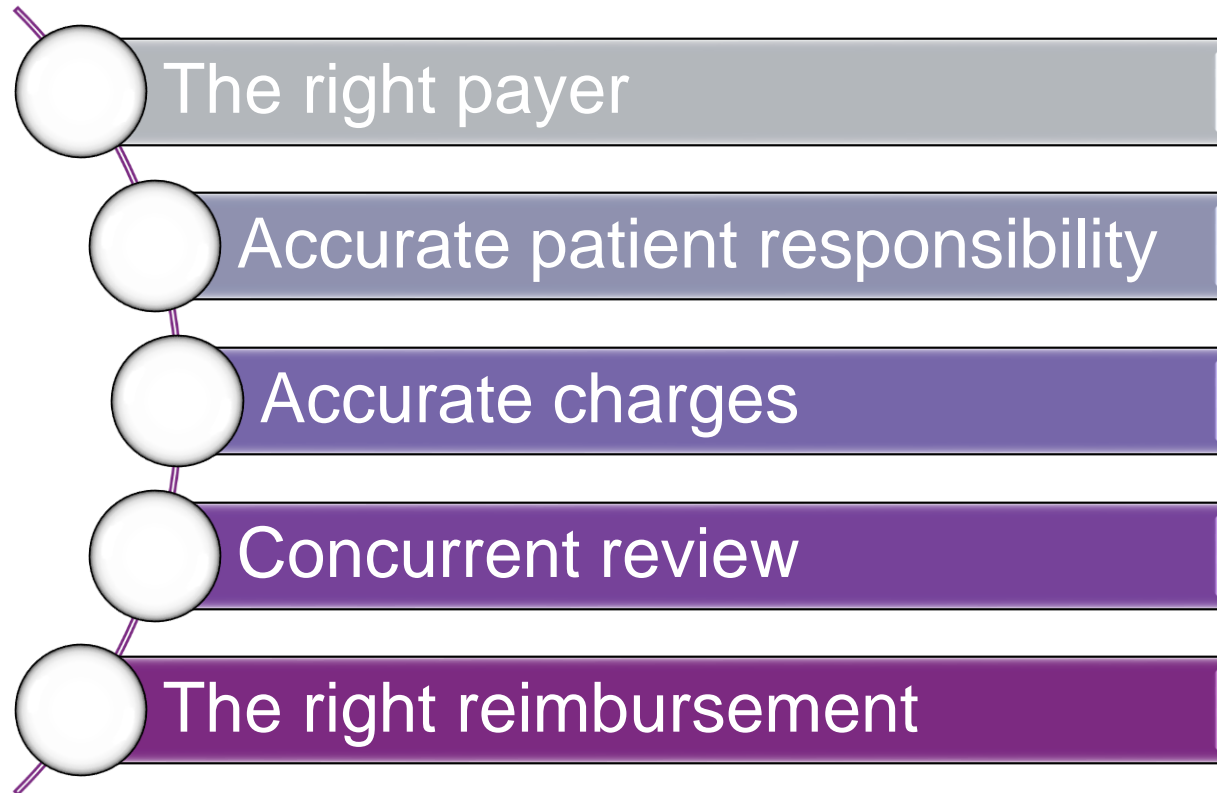 The right payer
Accurate patient responsibility
Accurate charges
Concurrent review
The right reimbursement